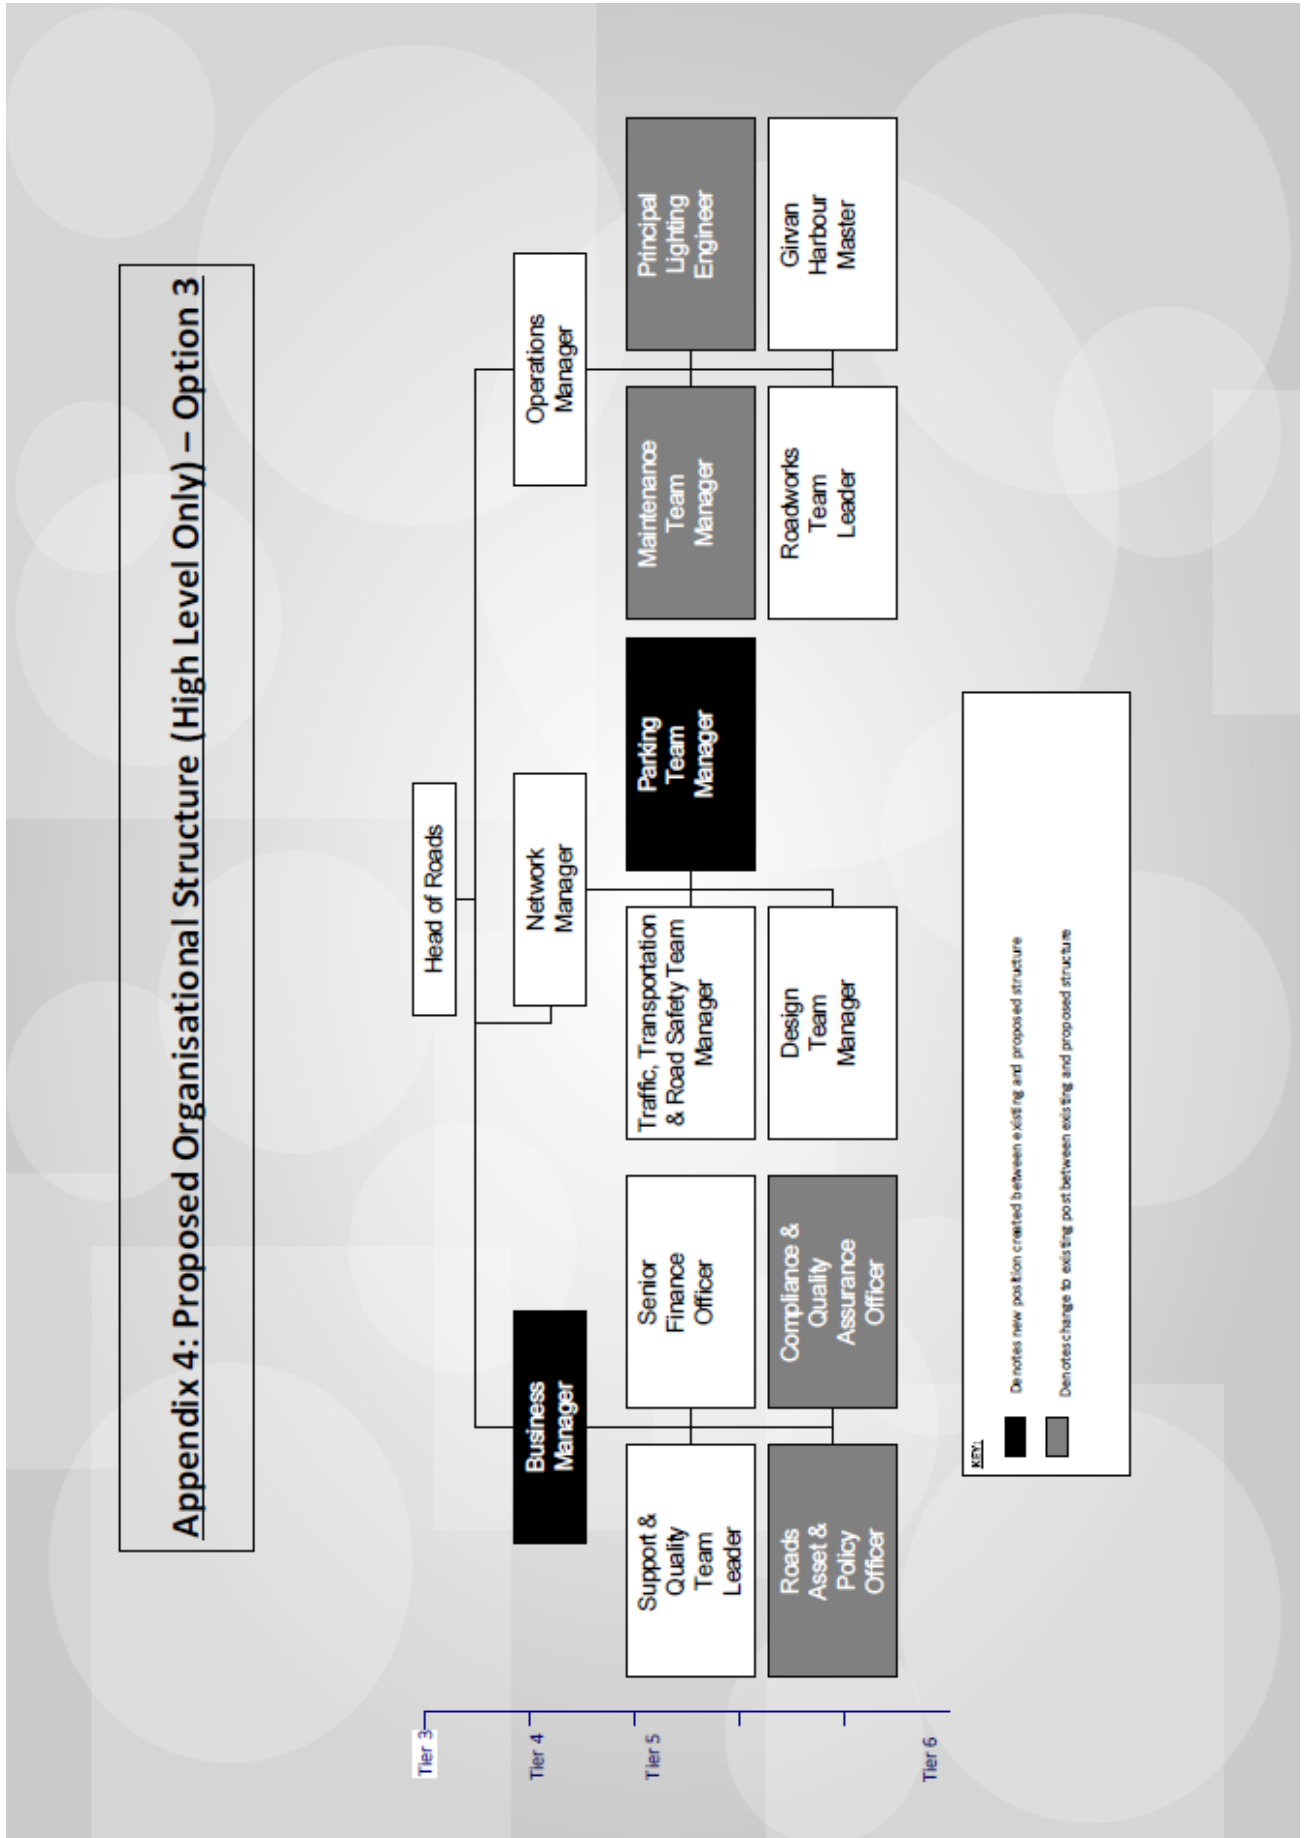 Appendix 4: Proposed Organisational Structure (High Level Only) – Option 3
Tier 3
Head of Roads
Tier 4
Business
Manager
Network
Manager
Operations
Manager
Tier 5
Support &
Quality
Team
Leader
Senior
Finance
Officer
Traffic, Transportation
& Road Safety Team
Manager
Parking
Team
Manager
Maintenance
Team
Manager
Principal
Lighting
Engineer
Roads
Asset &
Policy
Officer
Compliance &
Quality
Assurance
Officer
Design
Team
Manager
Roadworks
Team
Leader
Girvan
Harbour
Master
Tier 6
KEY:
Denotes new position created between existing and proposed structure
Denotes change to existing post between existing and proposed structure